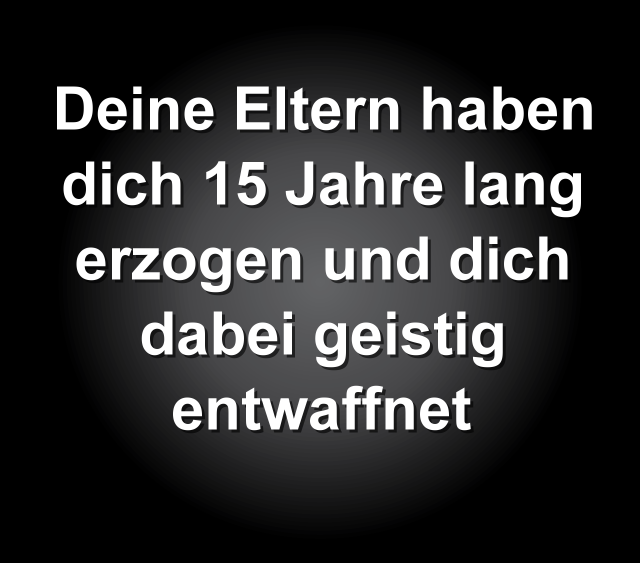 Deine Eltern haben
dich 15 Jahre lang
erzogen und dich
dabei geistig
entwaffnet